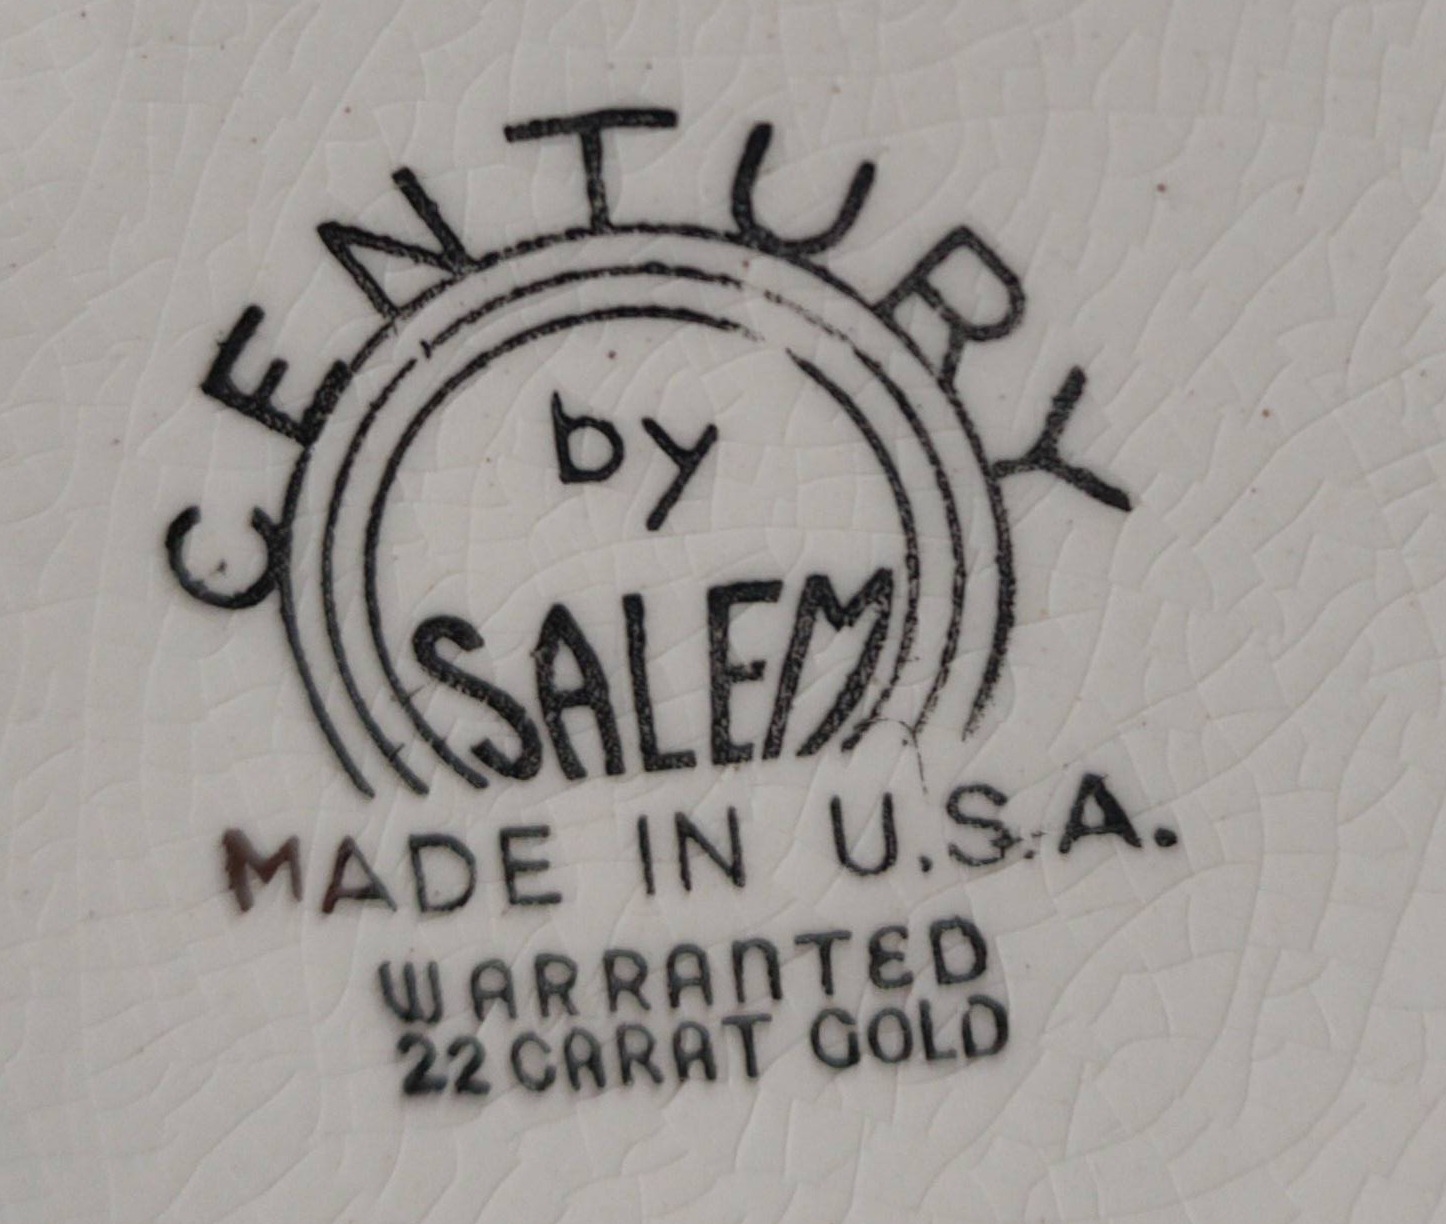 CENTURY
by
SALEM
MADE IN U.S.A.
WARRANTED
22 CARAT GOLD